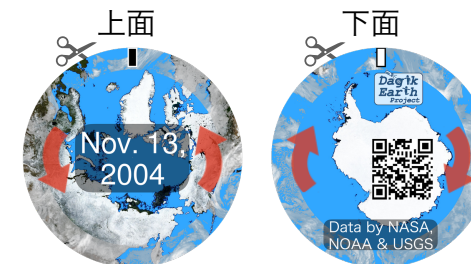 上面
下面
Nov. 13,
2004
Dagik
Earth
Project
Data by NASA,
NOAA & USGS